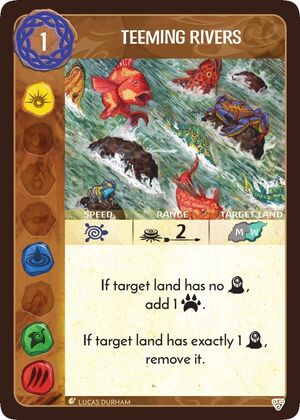 1
TEEMING RIVERS
SPEED RANGE TARGET LAND
2 M W
If target land has no
add 1 .
If target land has exactly 1 ,
remove it.
LUCAS DURHAM